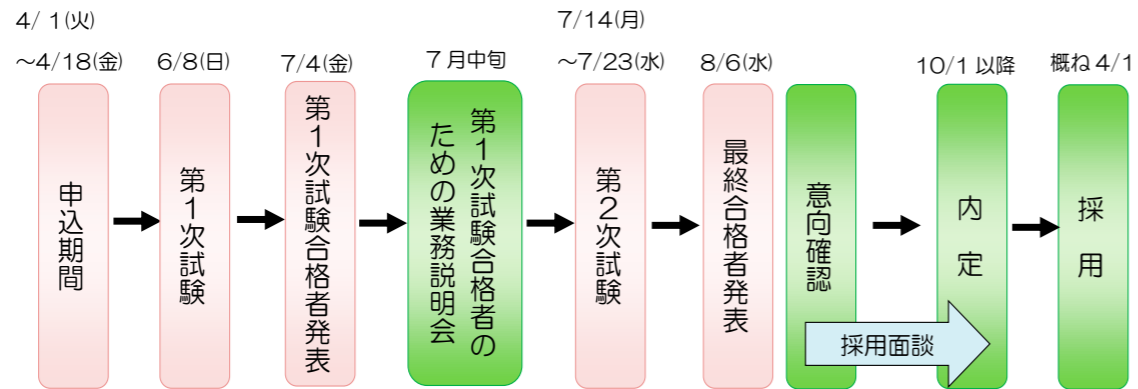 4/ 1(火)
～4/18(金)
6/8(日)
7/4(金)
7月中旬
7/14(月)
～7/23(水)
8/6(水)
10/1以降
概ね4/1
申込期間
第1次試験
第1次試験合格者発表
第1次試験合格者の
ための業務説明会
第2次試験
最終合格者発表
意向確認
内定
採用
採用面談